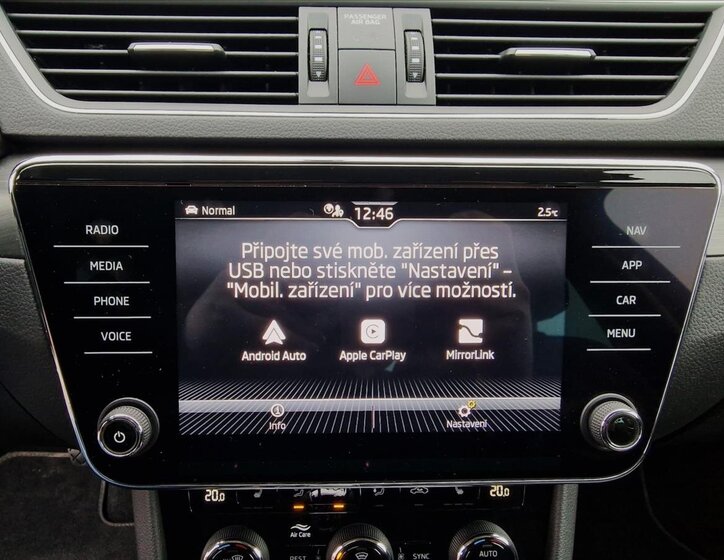 PASSENGER
AIR BAG
Normal
12:46
2.5°C
RADIO
MEDIA
PHONE
VOICE
NAV
APP
CAR
MENU
Připojte své mob. zařízení přes
USB nebo stiskněte "Nastavení" –
"Mobil. zařízení" pro více možností.
Android Auto
Apple CarPlay
MirrorLink
Info
Nastavení
20.0
20.0
Air Care
REST
SYNC
AUTO